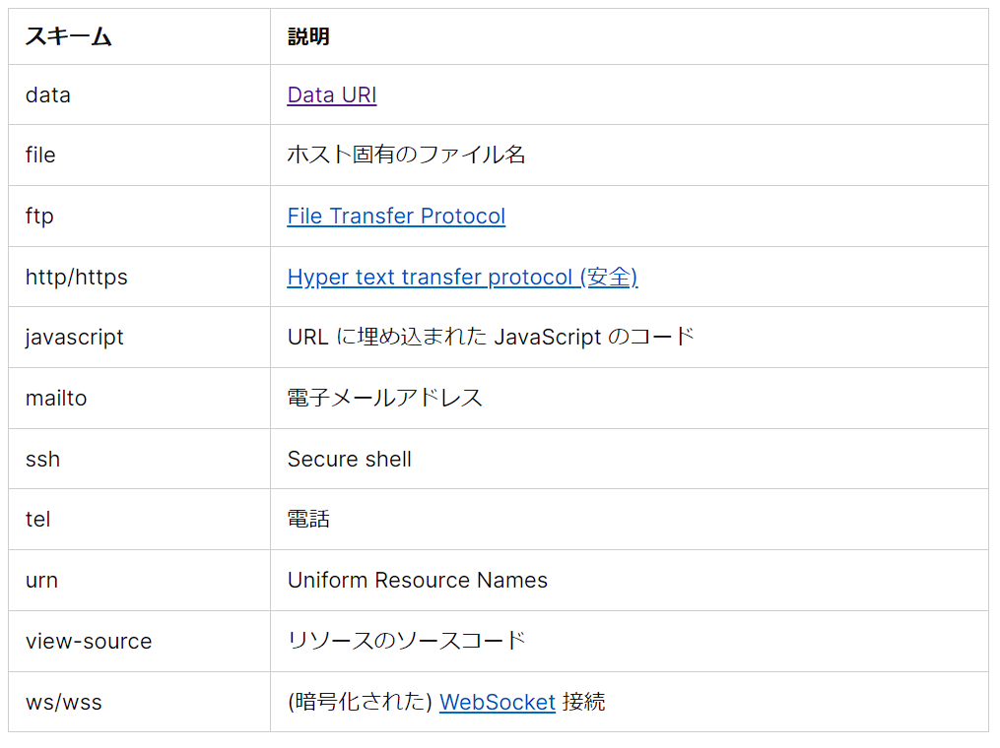 スキーム 説明
data Data URI
file ホスト固有のファイル名
ftp File Transfer Protocol
http/https Hyper text transfer protocol (安全)
javascript URL に埋め込まれた JavaScript のコード
mailto 電子メールアドレス
ssh Secure shell
tel 電話
urn Uniform Resource Names
view-source リソースのソースコード
ws/wss (暗号化された) WebSocket 接続